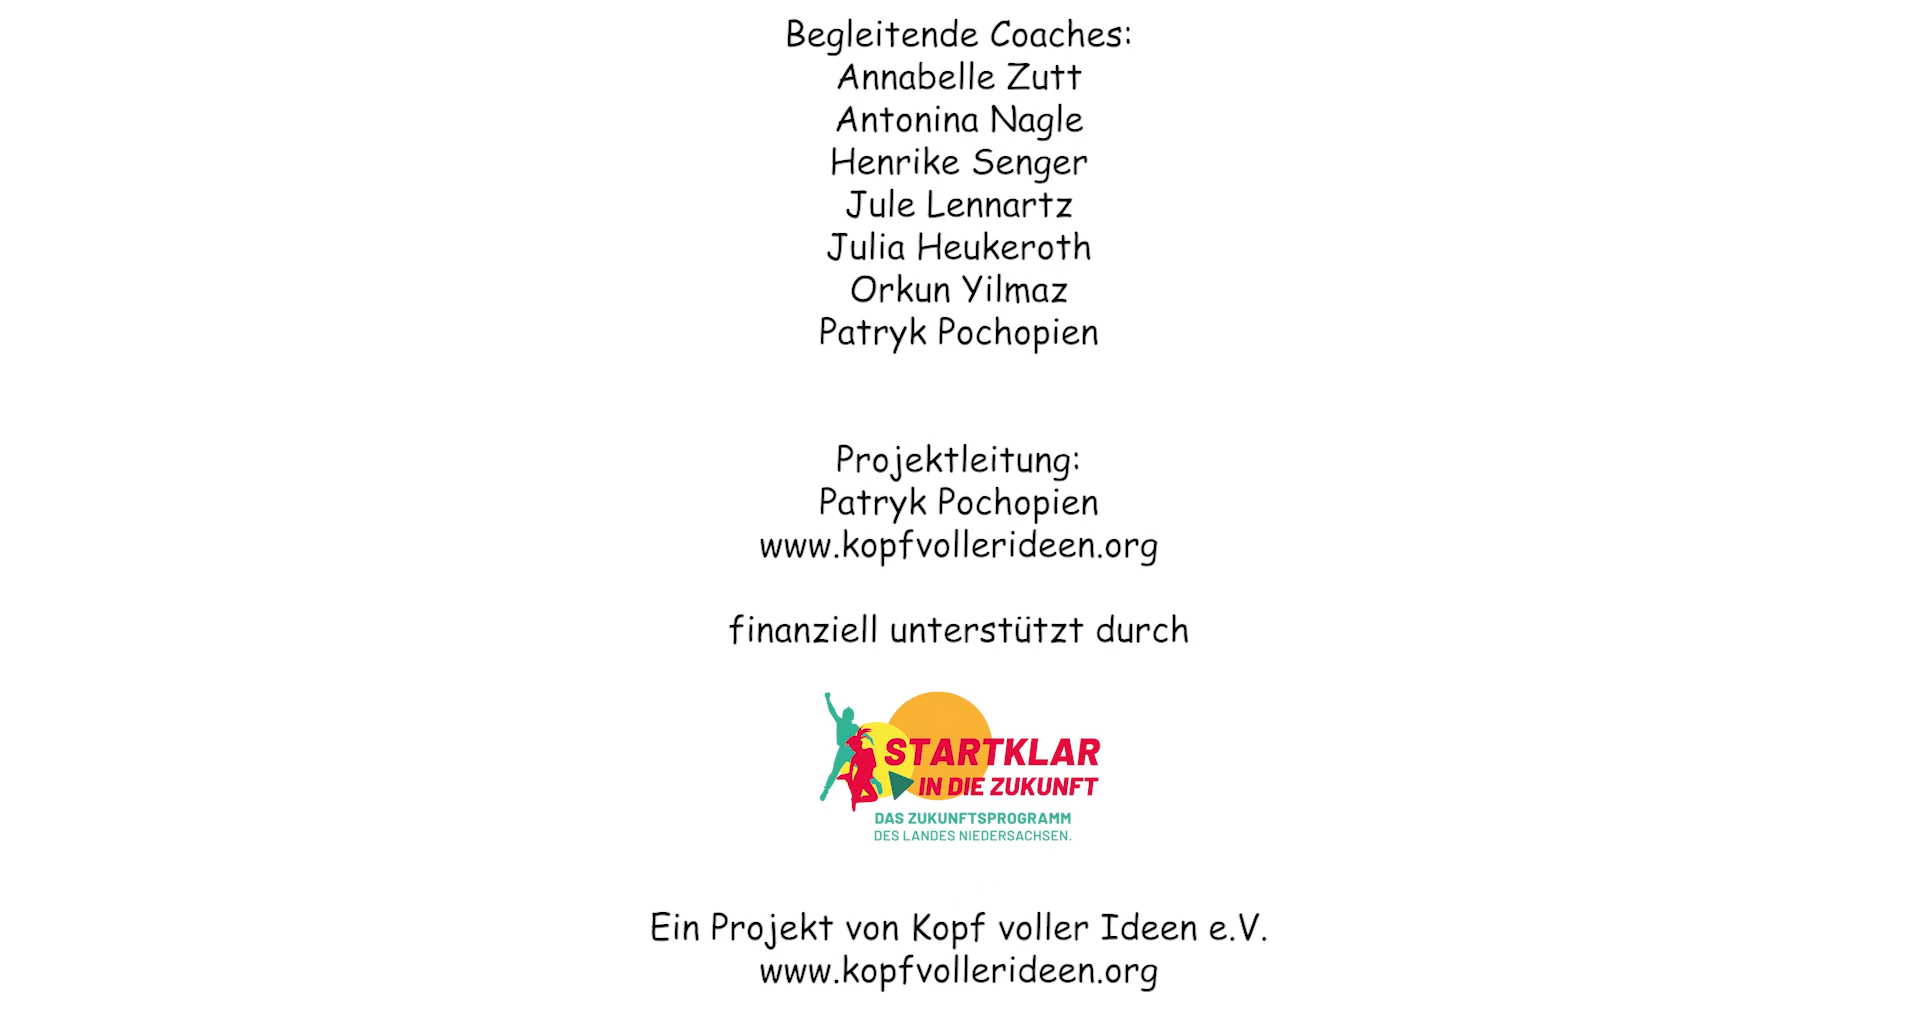 Begleitende Coaches:
Annabelle Zutt
Antonina Nagle
Henrike Senger
Jule Lennartz
Julia Heukeroth
Orkun Yilmaz
Patryk Pochopien
Projektleitung:
Patryk Pochopien
www.kopfvollerideen.org
finanziell unterstützt durch
STARTKLAR
IN DIE ZUKUNFT
DAS ZUKUNFTSPROGRAMM
DES LANDES NIEDERSACHSEN.
Ein Projekt von Kopf voller Ideen e.V.
www.kopfvollerideen.org